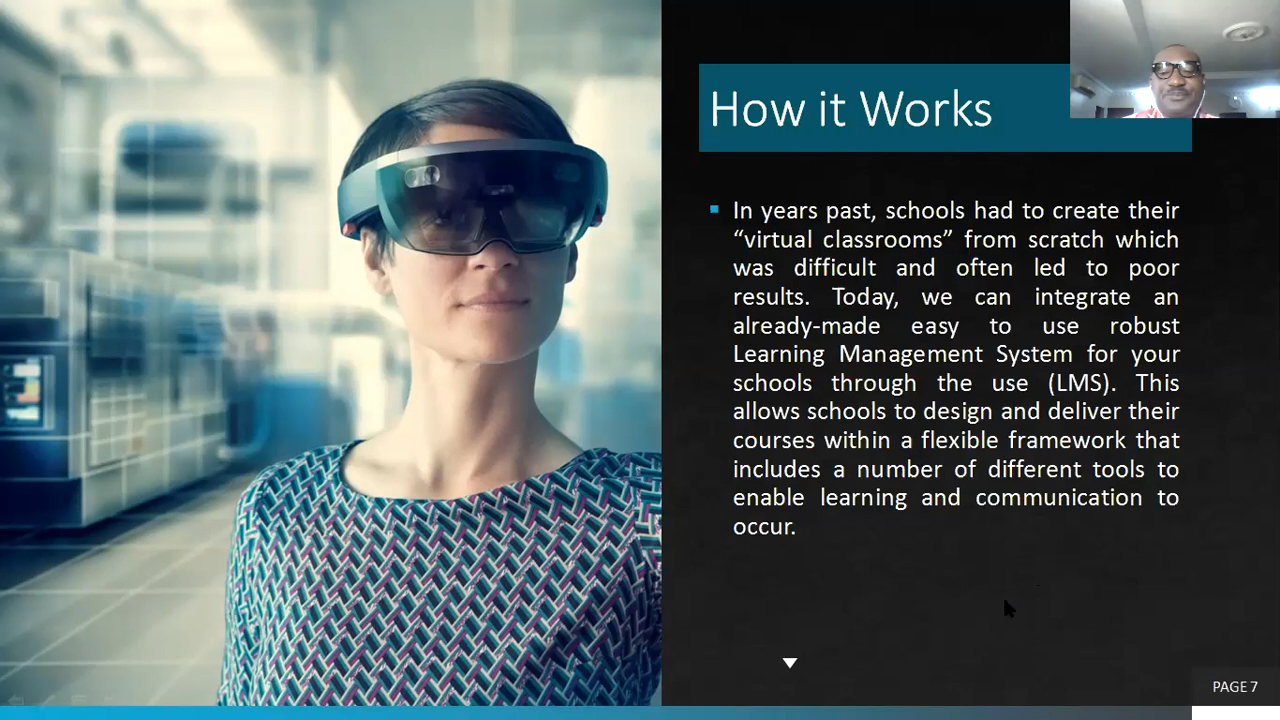 How it Works
In years past, schools had to create their
“virtual classrooms” from scratch which
was difficult and often led to poor
results. Today, we can integrate an
already-made easy to use robust
Learning Management System for your
schools through the use (LMS). This
allows schools to design and deliver their
courses within a flexible framework that
includes a number of different tools to
enable learning and communication to
occur.
PAGE 7